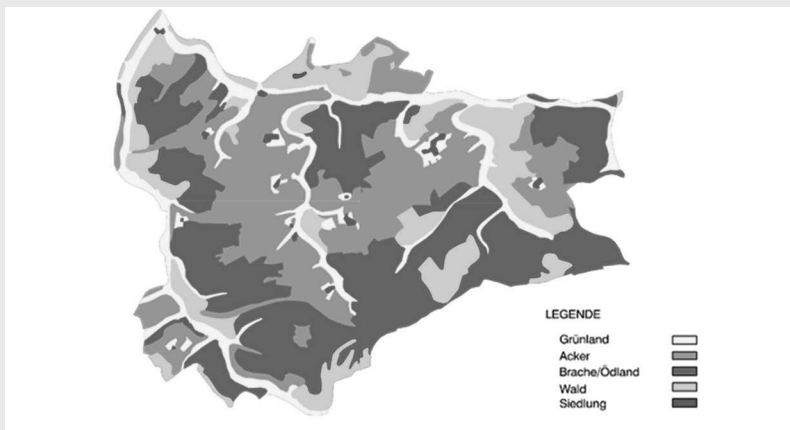 LEGENDE
Grünland
Acker
Brache/Ödland
Wald
Siedlung